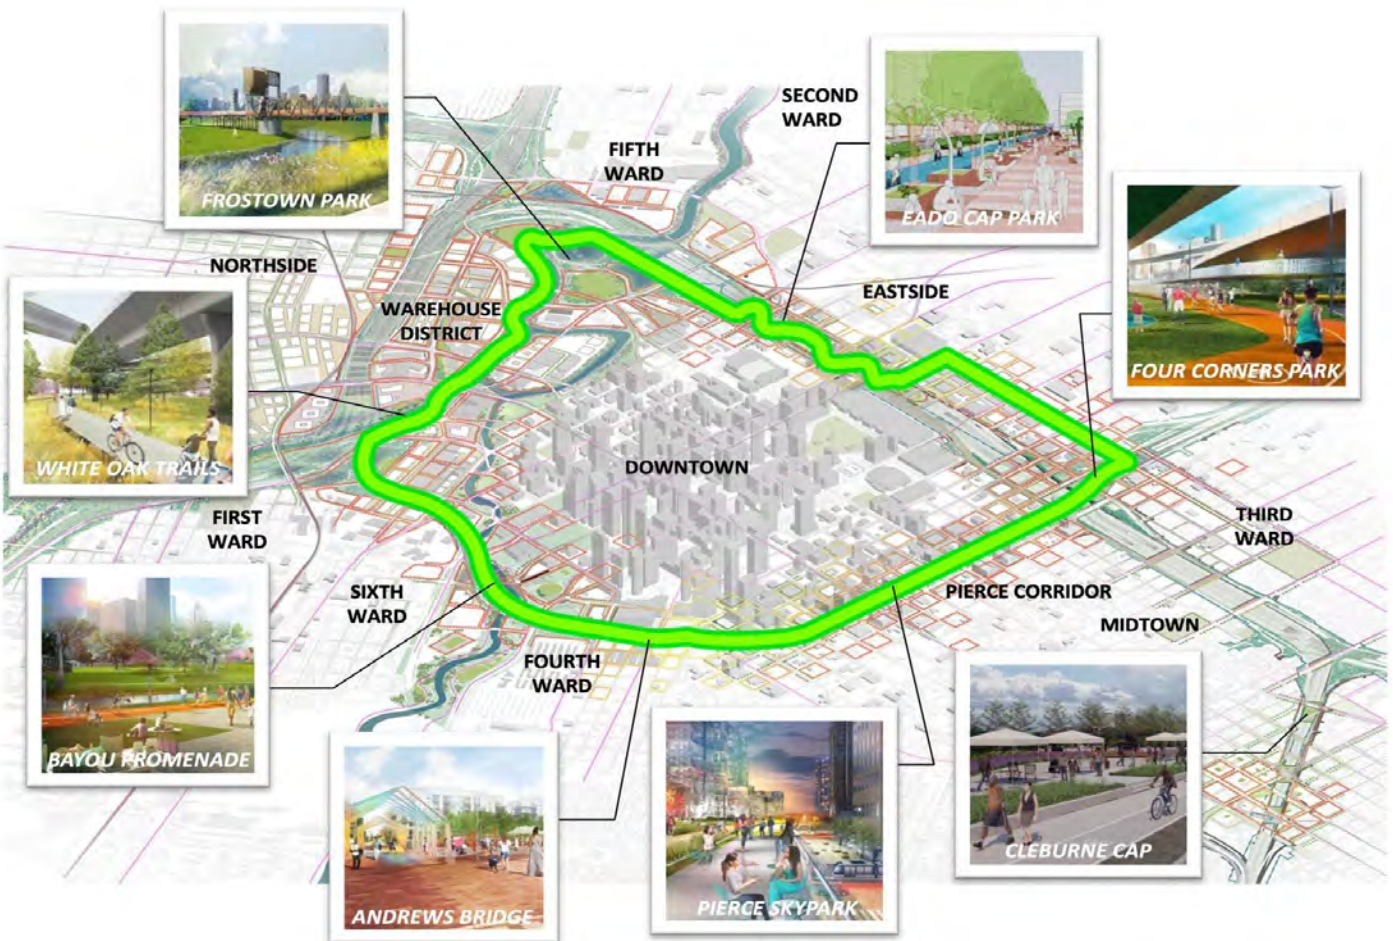 FROSTOWN PARK
SECOND
WARD
EADO CAP PARK
FIFTH
WARD
FOUR CORNERS PARK
NORTHSIDE
EASTSIDE
WAREHOUSE
DISTRICT
WHITE OAK TRAILS
DOWNTOWN
FIRST
WARD
THIRD
WARD
SIXTH
WARD
PIERCE CORRIDOR
MIDTOWN
FOURTH
WARD
BAYOU PROMENADE
ANDREWS BRIDGE
PIERCE SKYPARK
CLEBURNE CAP